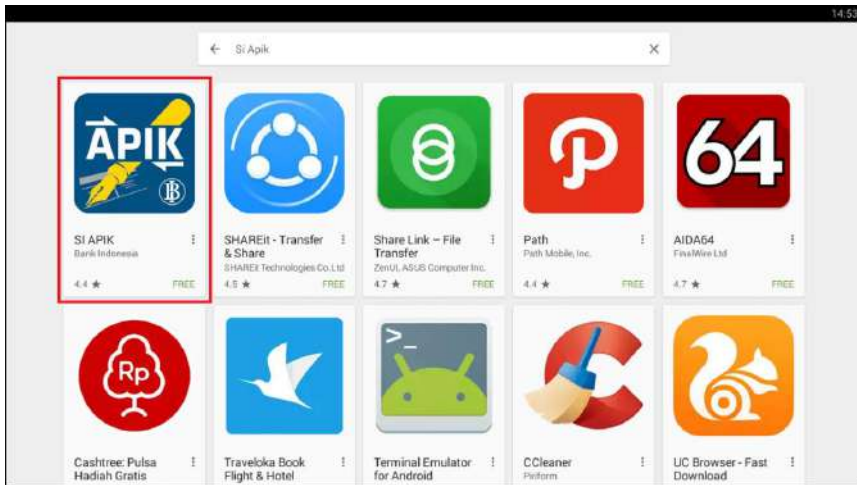 14:53
Si Apik
APIK
B
64
SI APIK
Bank Indonesia
4.4 ★ FREE
SHAREit - Transfer
& Share
SHAREit Technologies Co.Ltd
4.5 ★ FREE
Share Link – File
Transfer
ZenUI, ASUS Computer Inc.
4.7 ★ FREE
Path
Path Mobile, Inc.
4.4 ★ FREE
AIDA64
FinalWire Ltd
4.7 ★ FREE
Rp
>_
Cashtree: Pulsa
Hadiah Gratis
Traveloka Book
Flight & Hotel
Terminal Emulator
for Android
CCleaner
Piriform
UC Browser - Fast
Download